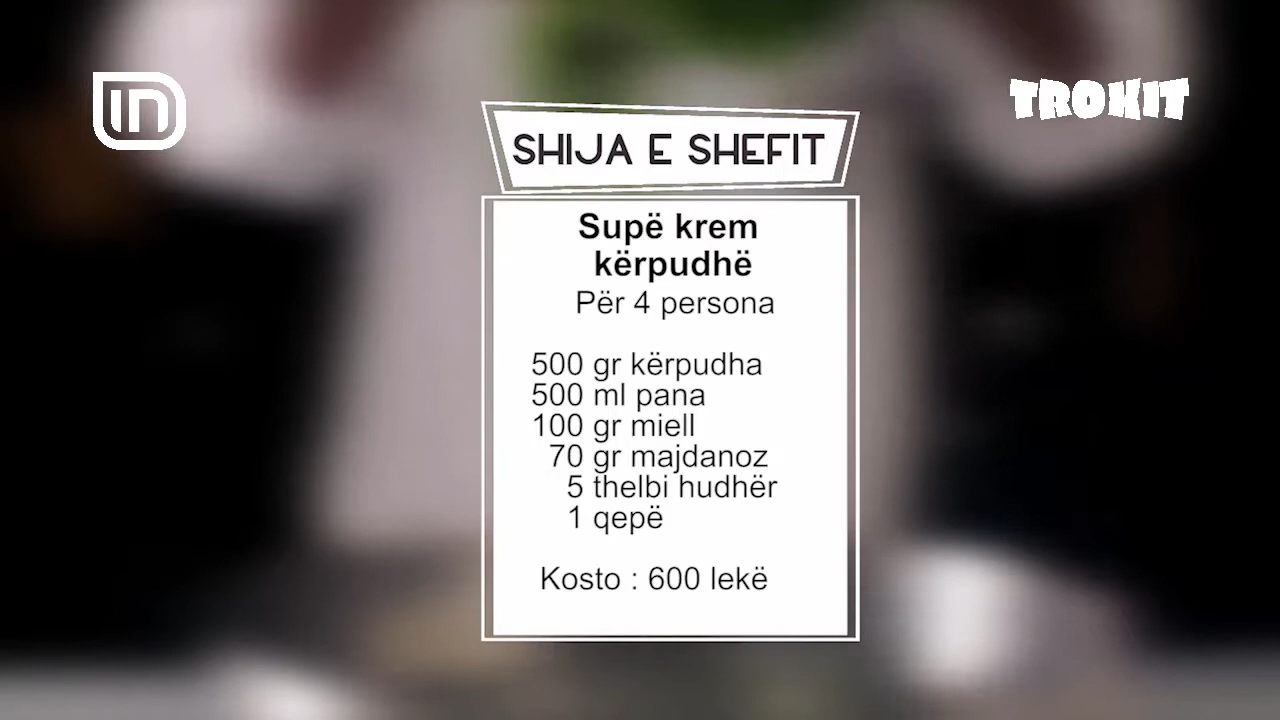 IN
TROKIT
SHIJA E SHEFIT
Supë krem
kërpudhë
Për 4 persona
500 gr kërpudha
500 ml pana
100 gr miell
70 gr majdanoz
5 thelbi hudhër
1 qepë
Kosto : 600 lekë